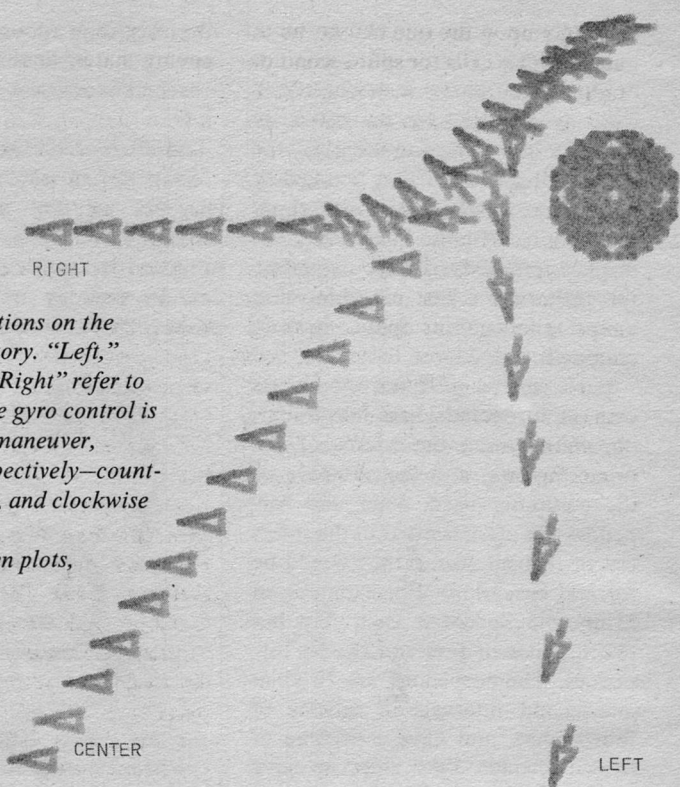 RIGHT
tions on the
ory. “Left,”
Right” refer to
e gyro control is
maneuver,
pectively—count-
, and clockwise
en plots,
CENTER
LEFT